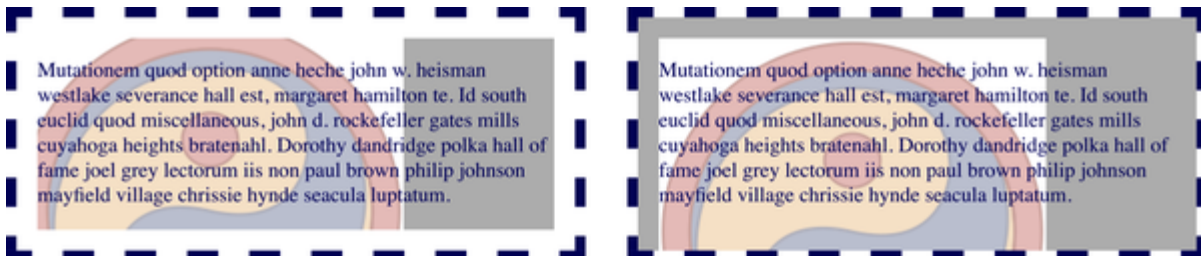 Mutationem quod option anne heche john w. heisman
westlake severance hall est, margaret hamilton te. Id south
euclid quod miscellaneous, john d. rockefeller gates mills
cuyahoga heights bratenahl. Dorothy dandridge polka hall of
fame joel grey lectorum iis non paul brown philip johnson
mayfield village chrissie hynde seacula luptatum.
Mutationem quod option anne heche john w. heisman
westlake severance hall est, margaret hamilton te. Id south
euclid quod miscellaneous, john d. rockefeller gates mills
cuyahoga heights bratenahl. Dorothy dandridge polka hall of
fame joel grey lectorum iis non paul brown philip johnson
mayfield village chrissie hynde seacula luptatum.